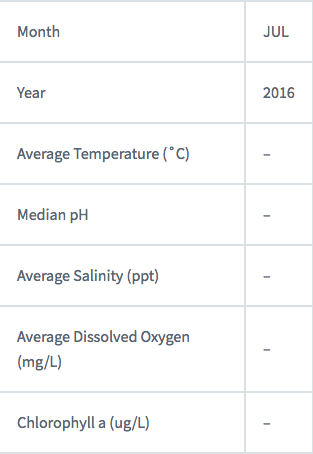 Month JUL
Year 2016
Average Temperature (˚C) –
Median pH –
Average Salinity (ppt) –
Average Dissolved Oxygen
(mg/L) –
Chlorophyll a (ug/L) –